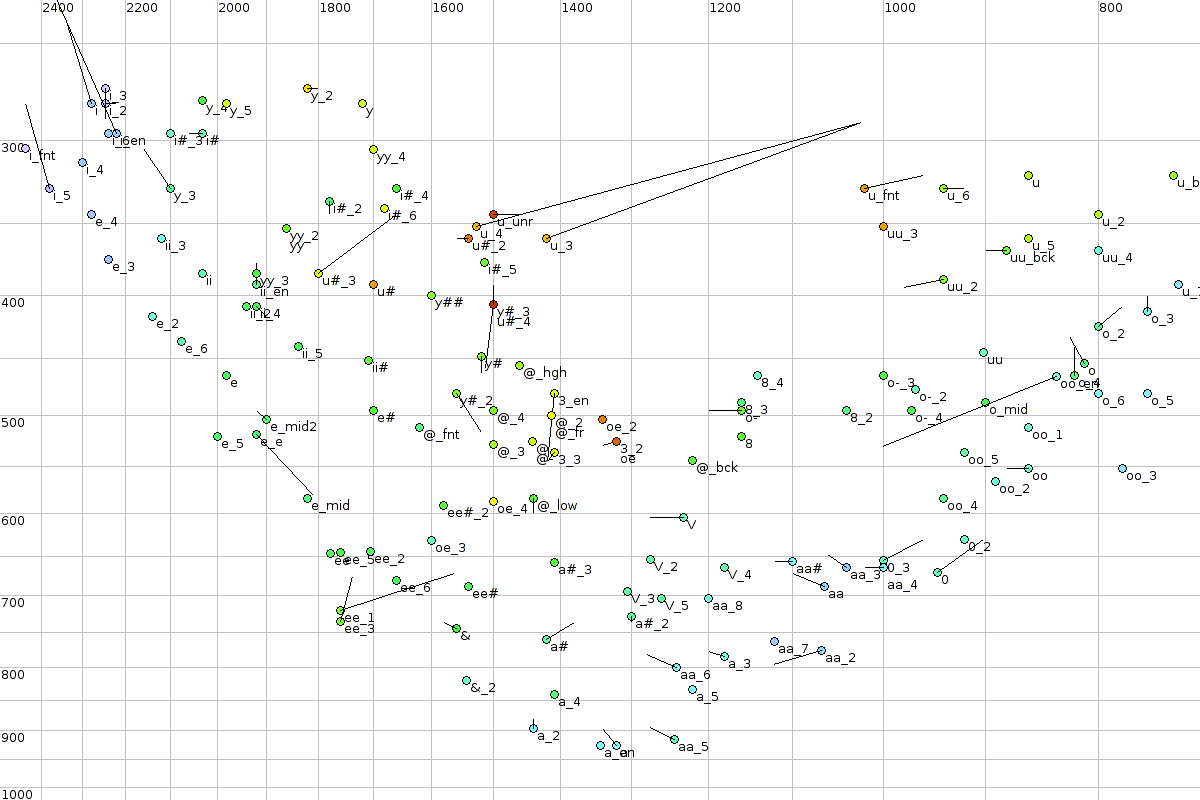 2400 2200 2000 1800 1600 1400 1200 1000 800
i_3
i i_2
y_4 y_5 y_2 y
300
i_6en i#_3 i#
i_fnt
yy_4
i_4
i_5 y_3 i#_4 u_fnt u_6 u
i#_2 i#_6
e_4 u_unr u_2
yy_2 u_4 uu_3
yy
ii_3 u#_2 u_3 u_5
uu_bck uu_4
e_3 i#_5
ii yy_3 u#_3 uu_2
ii_en u#
400
y##
ii_2 4 y#_3 o_3
u#_4
e_2 o_2
e_6 ii_5 uu
ii# y# @_hgh o
e 8_4 o-_3 o-_2
y#_2 3_en o_6 o_5
e# @_4 8_3 8_2 o-_4 o_mid
o-
500
e_mid2 @_2 oe_2
@_fnt @_fr oo_1
e_5 e_e @_3 3_2 8
3_3 oe oo_5
@_bck oo oo_3
oo_2
e_mid ee#_2 oe_4 @_low oo_4
600
V
oe_3 0_2
ee_5 ee_2 a#_3 V_2 V_4 aa# aa_3 0_3
ee_6 ee# aa aa_4 0
V_3 V_5 aa_8
700
ee_1 a#_2
ee_3 & a#
aa_7 aa_2
a_3
800
&_2 aa_6
a_4 a_5
900
a_2 aa_5
a_en
1000